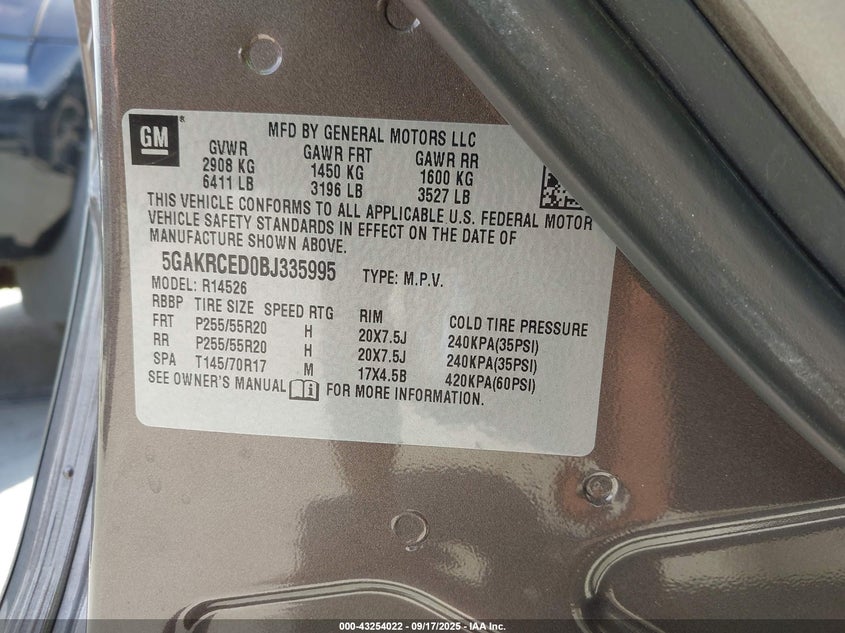 GM ®
MFD BY GENERAL MOTORS LLC
GVWR GAWR FRT GAWR RR
2908 KG 1450 KG 1600 KG
6411 LB 3196 LB 3527 LB
THIS VEHICLE CONFORMS TO ALL APPLICABLE U.S. FEDERAL MOTOR
VEHICLE SAFETY STANDARDS IN EFFECT ON THE DATE OF
MANUFACTURE SHOWN ABOVE.
5GAKRCED0BJ335995 TYPE: M.P.V.
MODEL: R14526
RBBP TIRE SIZE SPEED RTG RIM COLD TIRE PRESSURE
FRT P255/55R20 H 20X7.5J 240KPA(35PSI)
RR P255/55R20 H 20X7.5J 240KPA(35PSI)
SPA T145/70R17 M 17X4.5B 420KPA(60PSI)
SEE OWNER'S MANUAL FOR MORE INFORMATION.
000-43254022 - 09/17/2025 - IAAI.COM